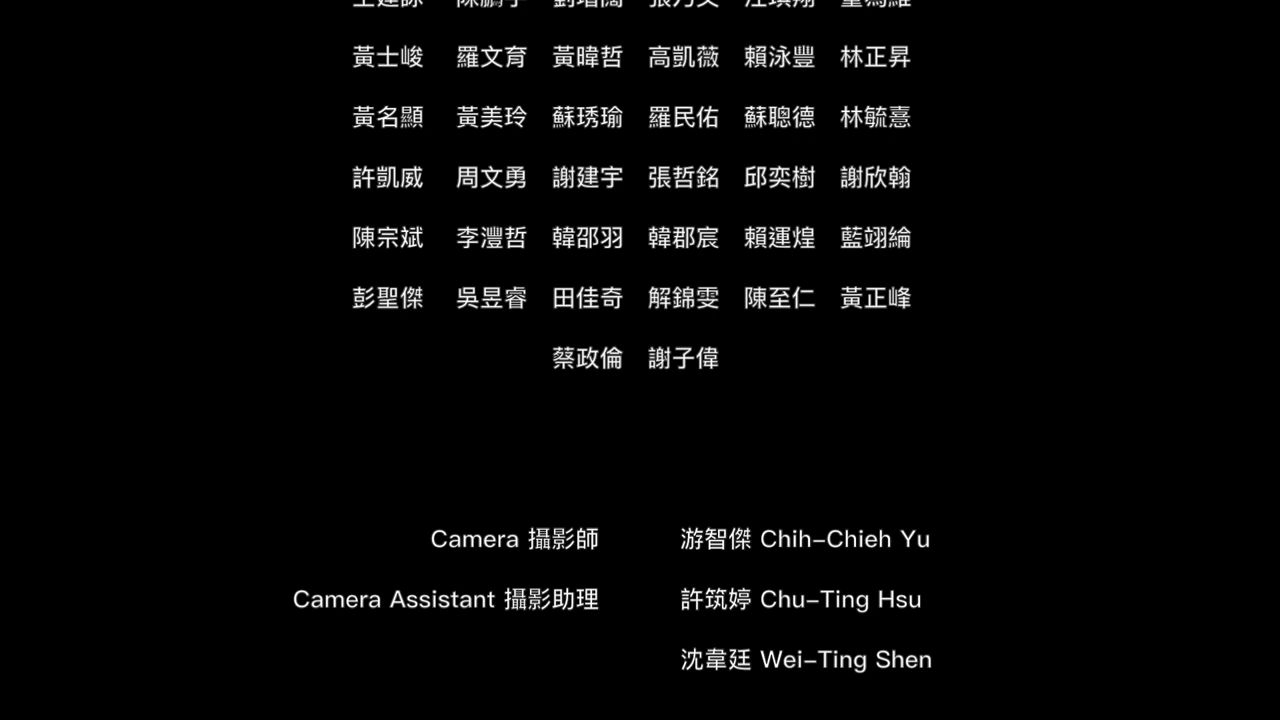 黃士峻 羅文育 黃暐哲 高凱薇 賴泳豐 林正昇
黃名顯 黃美玲 蘇琇瑜 羅民佑 蘇聰德 林毓憙
許凱威 周文勇 謝建宇 張哲銘 邱奕樹 謝欣翰
陳宗斌 李灃哲 韓邵羽 韓郡宸 賴運煌 藍翊綸
彭聖傑 吳昱睿 田佳奇 解錦雯 陳至仁 黃正峰
蔡政倫 謝子偉
Camera 攝影師 游智傑 Chih-Chieh Yu
Camera Assistant 攝影助理 許筑婷 Chu-Ting Hsu
沈韋廷 Wei-Ting Shen